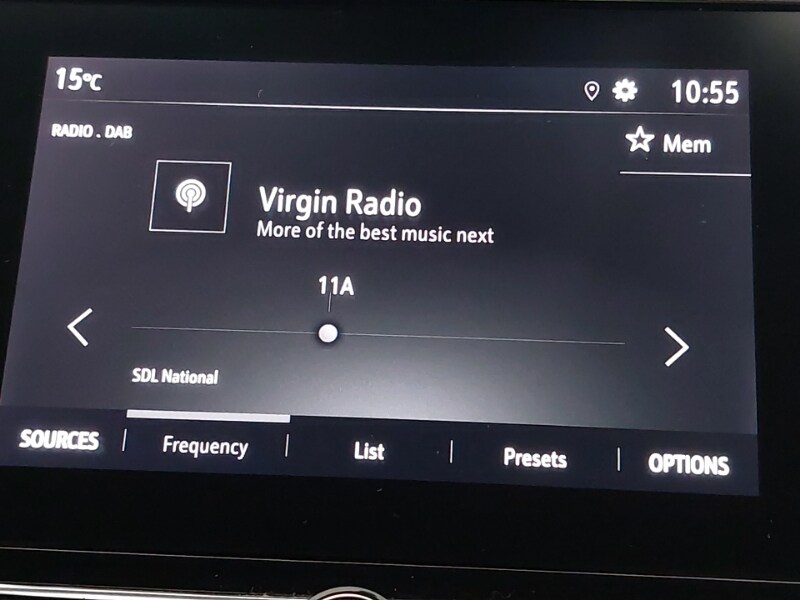 15°C
10:55
RADIO . DAB
Mem
Virgin Radio
More of the best music next
11A
SDL National
SOURCES
Frequency
List
Presets
OPTIONS